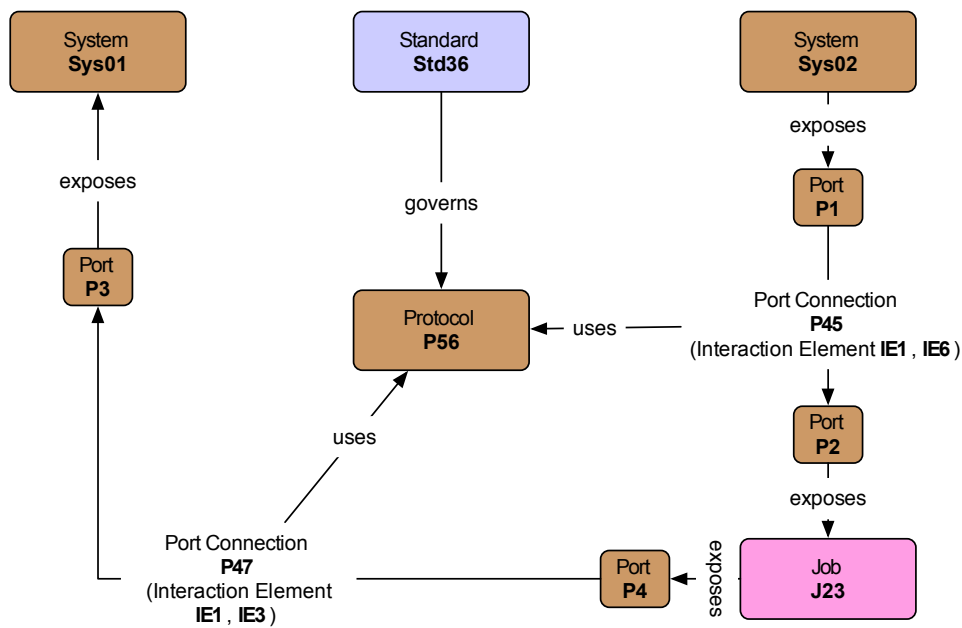 System
Sys01
Standard
Std36
System
Sys02
exposes
Port
P1
exposes
governs
Port
P3
Protocol
P56
uses
Port Connection
P45
(Interaction Element IE1 , IE6 )
Port
P2
uses
exposes
Port Connection
P47
(Interaction Element
IE1 , IE3 )
Port
P4
exposes
Job
J23